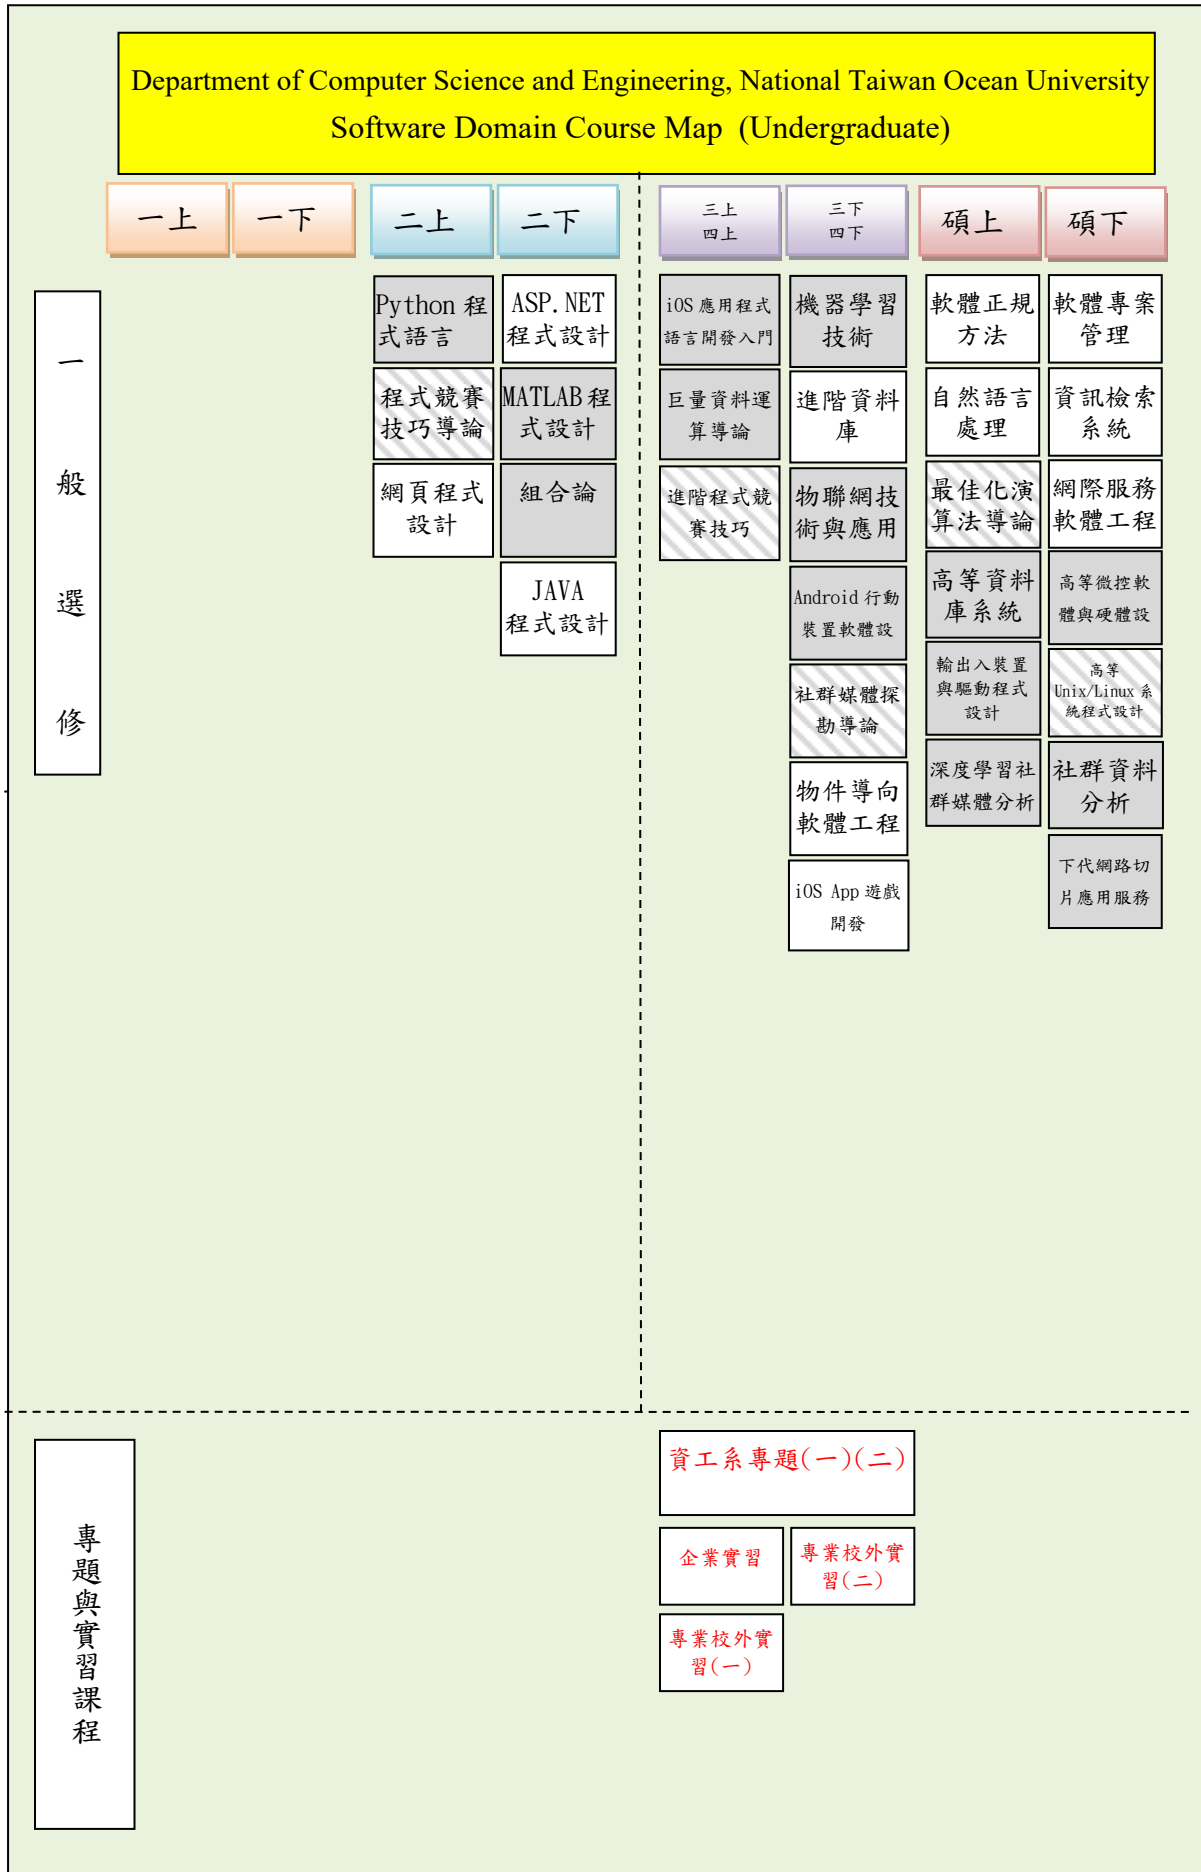 Department of Computer Science and Engineering, National Taiwan Ocean University
Software Domain Course Map (Undergraduate)
一上
一下
二上
二下
三上
四上
三下
四下
碩上
碩下
一
般
選
修
Python 程
式語言
程式競賽
技巧導論
網頁程式
設計
ASP.NET
程式設計
MATLAB 程
式設計
組合論
JAVA
程式設計
iOS 應用程式
語言開發入門
巨量資料運
算導論
進階程式競
賽技巧
機器學習
技術
進階資料
庫
物聯網技
術與應用
Android 行動
裝置軟體設
社群媒體探
勘導論
物件導向
軟體工程
iOS App 遊戲
開發
軟體正規
方法
自然語言
處理
最佳化演
算法導論
高等資料
庫系統
輸出入裝置
與驅動程式
設計
深度學習社
群媒體分析
軟體專案
管理
資訊檢索
系統
網際服務
軟體工程
高等微控軟
體與硬體設
高等
Unix/Linux 系
統程式設計
社群資料
分析
下代網路切
片應用服務
專
題
與
實
習
課
程
資工系專題(一)(二)
企業實習
專業校外實
習(二)
專業校外實
習(一)